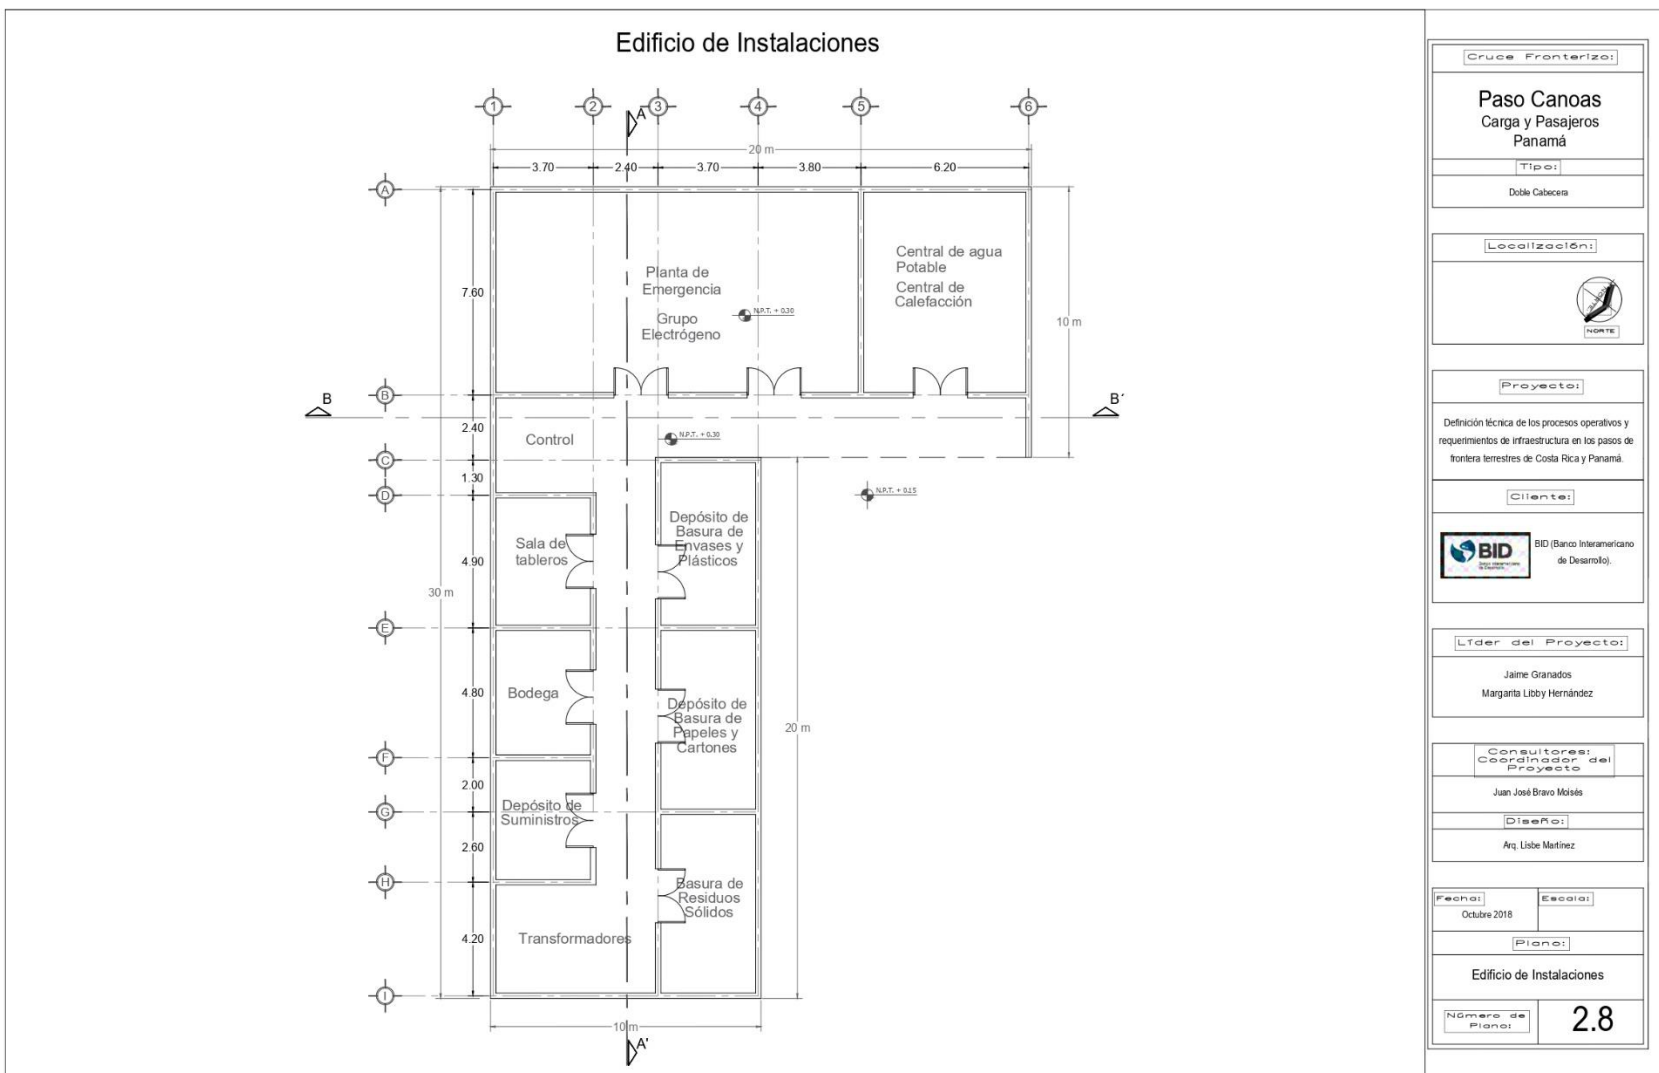 Edificio de Instalaciones
1 2 3 4 5 6
A
20 m
3.70 2.40 3.70 3.80 6.20
A
7.60
Planta de
Emergencia
Grupo
Electrógeno
N.P.T. + 0.30
Central de agua
Potable
Central de
Calefacción
10 m
B
B
B´
2.40
Control
N.P.T. + 0.30
C
1.30
D
N.P.T. + 0.15
4.90
Sala de
tableros
Depósito de
Basura de
Envases y
Plásticos
30 m
E
4.80
Bodega
Depósito de
Basura de
Papeles y
Cartones
20 m
F
2.00
Depósito de
Suministros
G
2.60
H
Basura de
Residuos
Sólidos
4.20
Transformadores
I
10 m
A'
Cruce Fronterizo:
Paso Canoas
Carga y Pasajeros
Panamá
Tipo:
Doble Cabecera
Localización:
NORTE
NORTE
Proyecto:
Definición técnica de los procesos operativos y
requerimientos de infraestructura en los pasos de
frontera terrestres de Costa Rica y Panamá.
Cliente:
BID
Banco Interamericano
de Desarrollo
BID (Banco Interamericano
de Desarrollo).
Líder del Proyecto:
Jaime Granados
Margarita Libby Hernández
Consultores:
Coordinador del
Proyecto
Juan José Bravo Moisés
Diseño:
Arq. Lisbe Martínez
Fecha:
Octubre 2018
Escala:
Plano:
Edificio de Instalaciones
Número de
Plano:
2.8